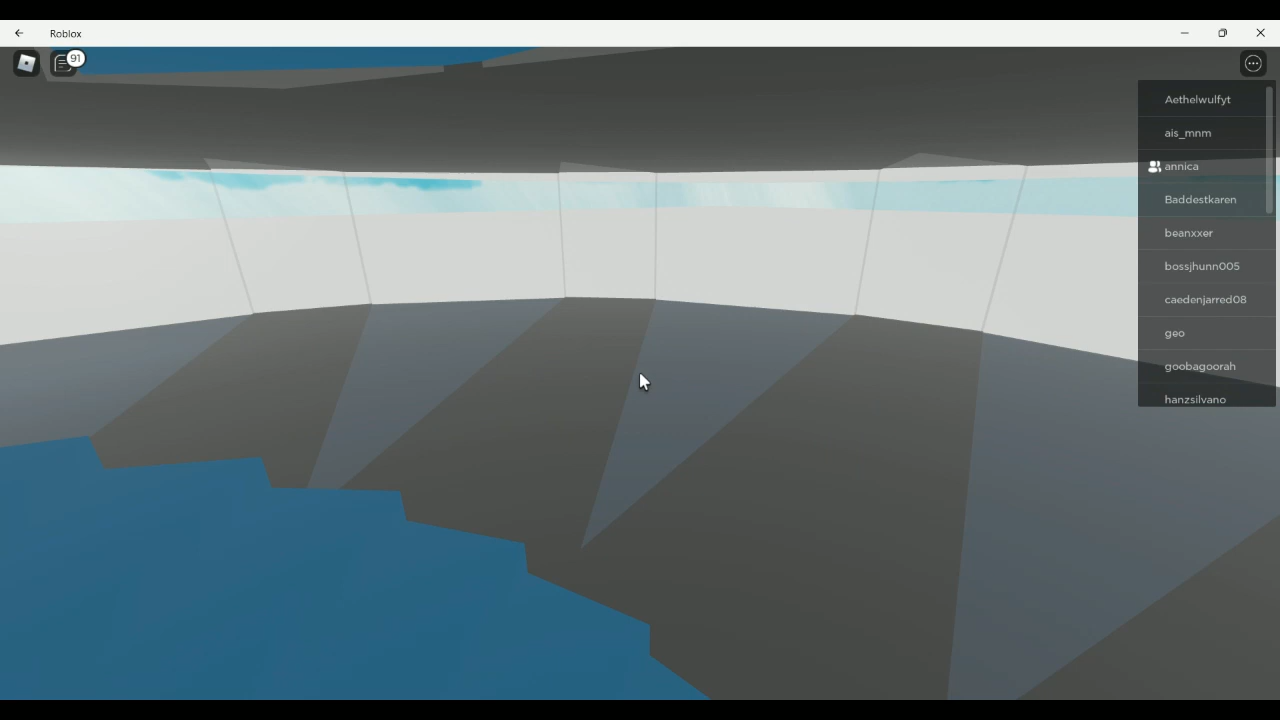 Roblox
91
Aethelwulfyt
ais_mnm
annica
Baddestkaren
beanxxer
bossjhunn005
caedenjarred08
geo
goobagoorah
hanzsilvano